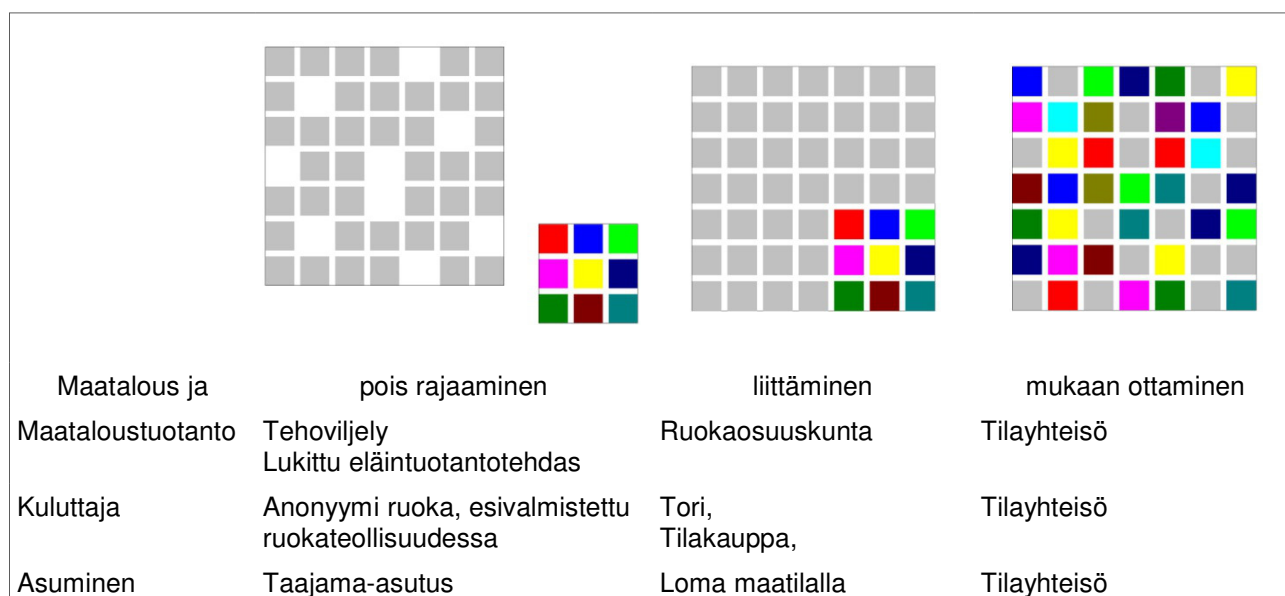 Maatalous ja pois rajaaminen liittäminen mukaan ottaminen
Maataloustuotanto Tehoviljely Ruokaosuuskunta Tilayhteisö
Lukittu eläintuotantotehdas
Kuluttaja Anonyymi ruoka, esivalmistettu Tori, Tilayhteisö
ruokateollisuudessa Tilakauppa,
Asuminen Taajama-asutus Loma maatilalla Tilayhteisö